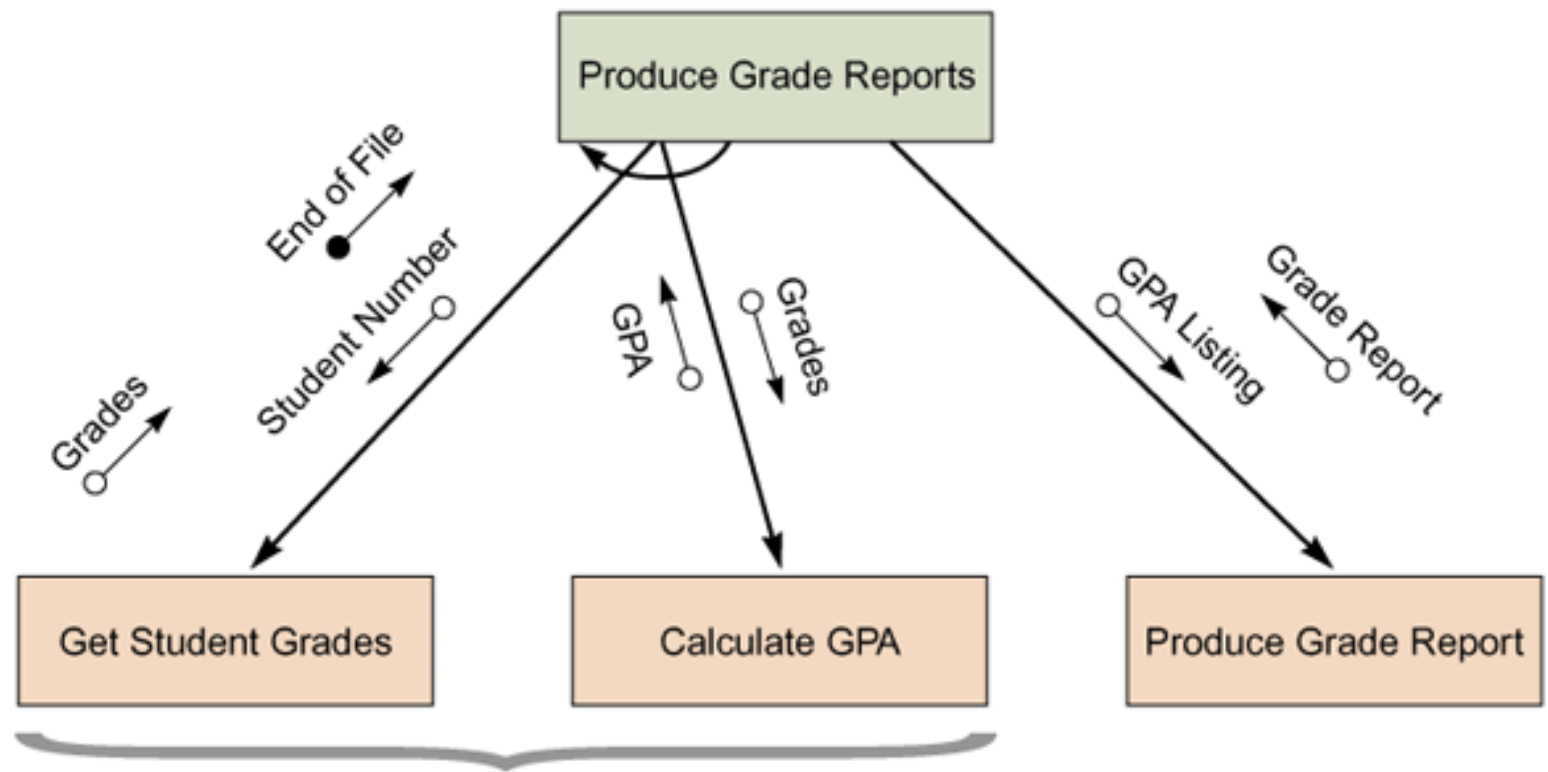 Produce Grade Reports
End of File
Student Number
Grades
GPA
Grades
GPA Listing
Grade Report
Get Student Grades
Calculate GPA
Produce Grade Report